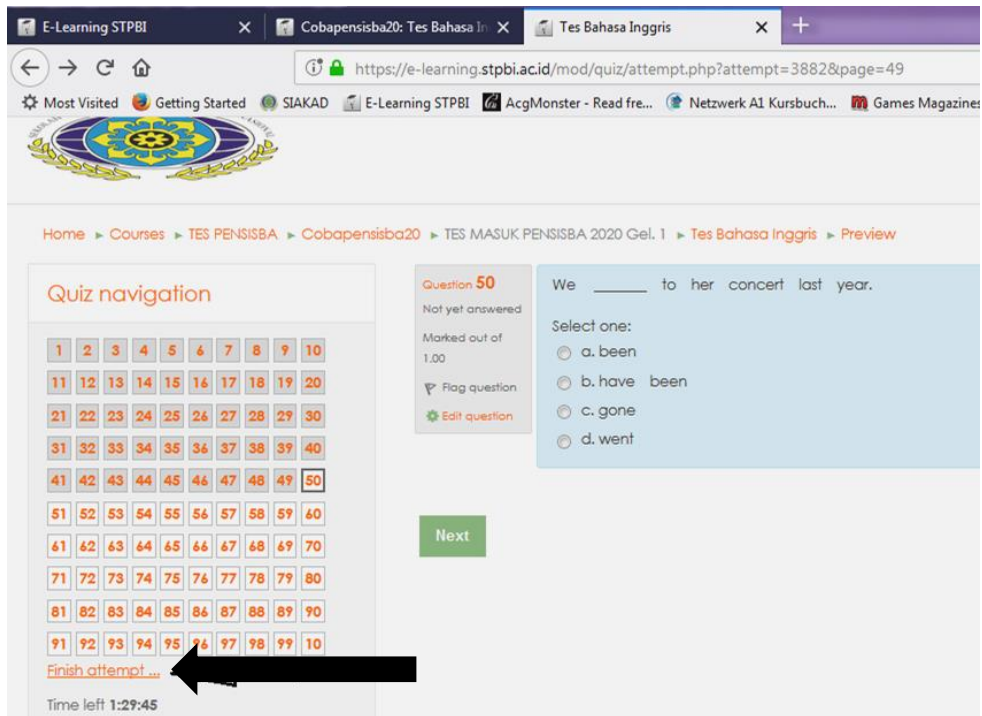 E-Learning STPBI
Cobapensisba20: Tes Bahasa In
Tes Bahasa Inggris
https://e-learning.stpbi.ac.id/mod/quiz/attempt.php?attempt=3882&page=49
Most Visited Getting Started SIAKAD E-Learning STPBI AcgMonster - Read fre... Netzwerk A1 Kursbuch... Games Magazines
Home ► Courses ► TES PENSISBA ► Cobapensisba20 ► TES MASUK PENSISBA 2020 Gel. 1 ► Tes Bahasa Inggris ► Preview
Quiz navigation
1 2 3 4 5 6 7 8 9 10
11 12 13 14 15 16 17 18 19 20
21 22 23 24 25 26 27 28 29 30
31 32 33 34 35 36 37 38 39 40
41 42 43 44 45 46 47 48 49 50
51 52 53 54 55 56 57 58 59 60
61 62 63 64 65 66 67 68 69 70
71 72 73 74 75 76 77 78 79 80
81 82 83 84 85 86 87 88 89 90
91 92 93 94 95 96 97 98 99 10
Finish attempt ...
Time left 1:29:45
Question 50
Not yet answered
Marked out of
1.00
Flag question
Edit question
We ______ to her concert last year.
Select one:
a. been
b. have been
c. gone
d. went
Next